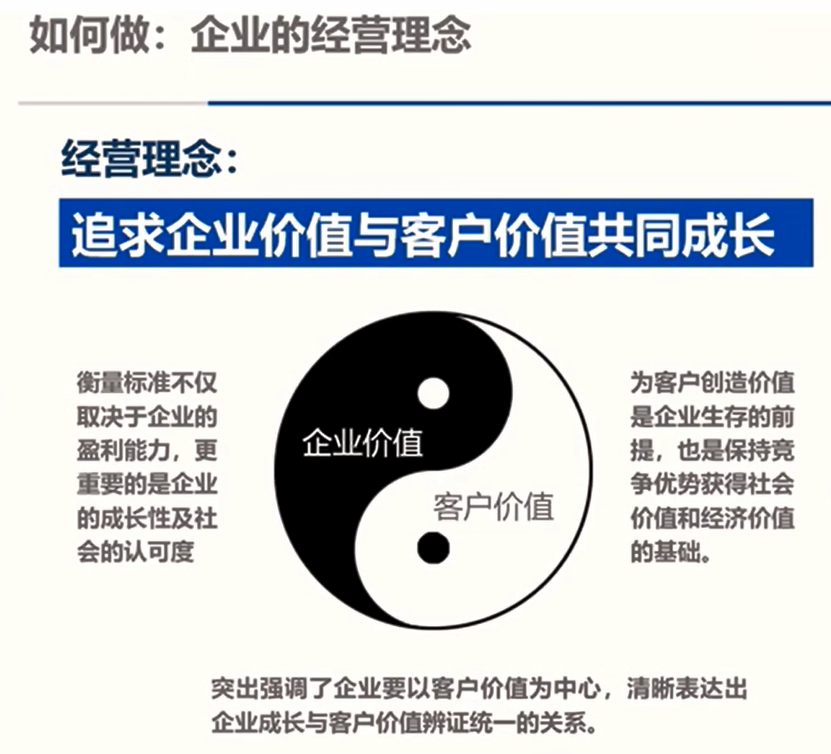 如何做：企业的经营理念
经营理念：
追求企业价值与客户价值共同成长
衡量标准不仅
取决于企业的
盈利能力，更
重要的是企业
的成长性及社
会的认可度
企业价值
客户价值
为客户创造价值
是企业生存的前
提，也是保持竞
争优势获得社会
价值和经济价值
的基础。
突出强调了企业要以客户价值为中心，清晰表达出
企业成长与客户价值辨证统一的关系。